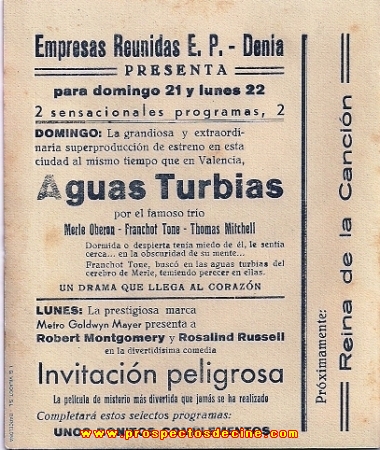 Empresas Reunidas E. P. - Denia
PRESENTA
para domingo 21 y lunes 22
2 sensacionales programas, 2
DOMINGO: La grandiosa y extraordi-
naria superproducción de estreno en esta
ciudad al mismo tiempo que en Valencia,
Aguas Turbias
por el famoso trio
Merle Oberon - Franchot Tone - Thomas Mitchell
Dormida o despierta tenía miedo de él, le sentía
cerca... en la obscuridad de su mente...
Franchot Tone, buscó en las aguas turbias del
cerebro de Merle, temiendo perecer en ellas.
UN DRAMA QUE LLEGA AL CORAZÓN
LUNES: La prestigiosa marca
Metro Goldwyn Mayer presenta a
Robert Montgomery y Rosalind Russell
en la divertidísima comedia
Invitación peligrosa
La película de misterio más divertida que jamás se ha realizado
Completará estos selectos programas:
UNOS BONITOS COMPLEMENTOS
www.prospectosdecine.com
Próximamente:
Reina de la Canción